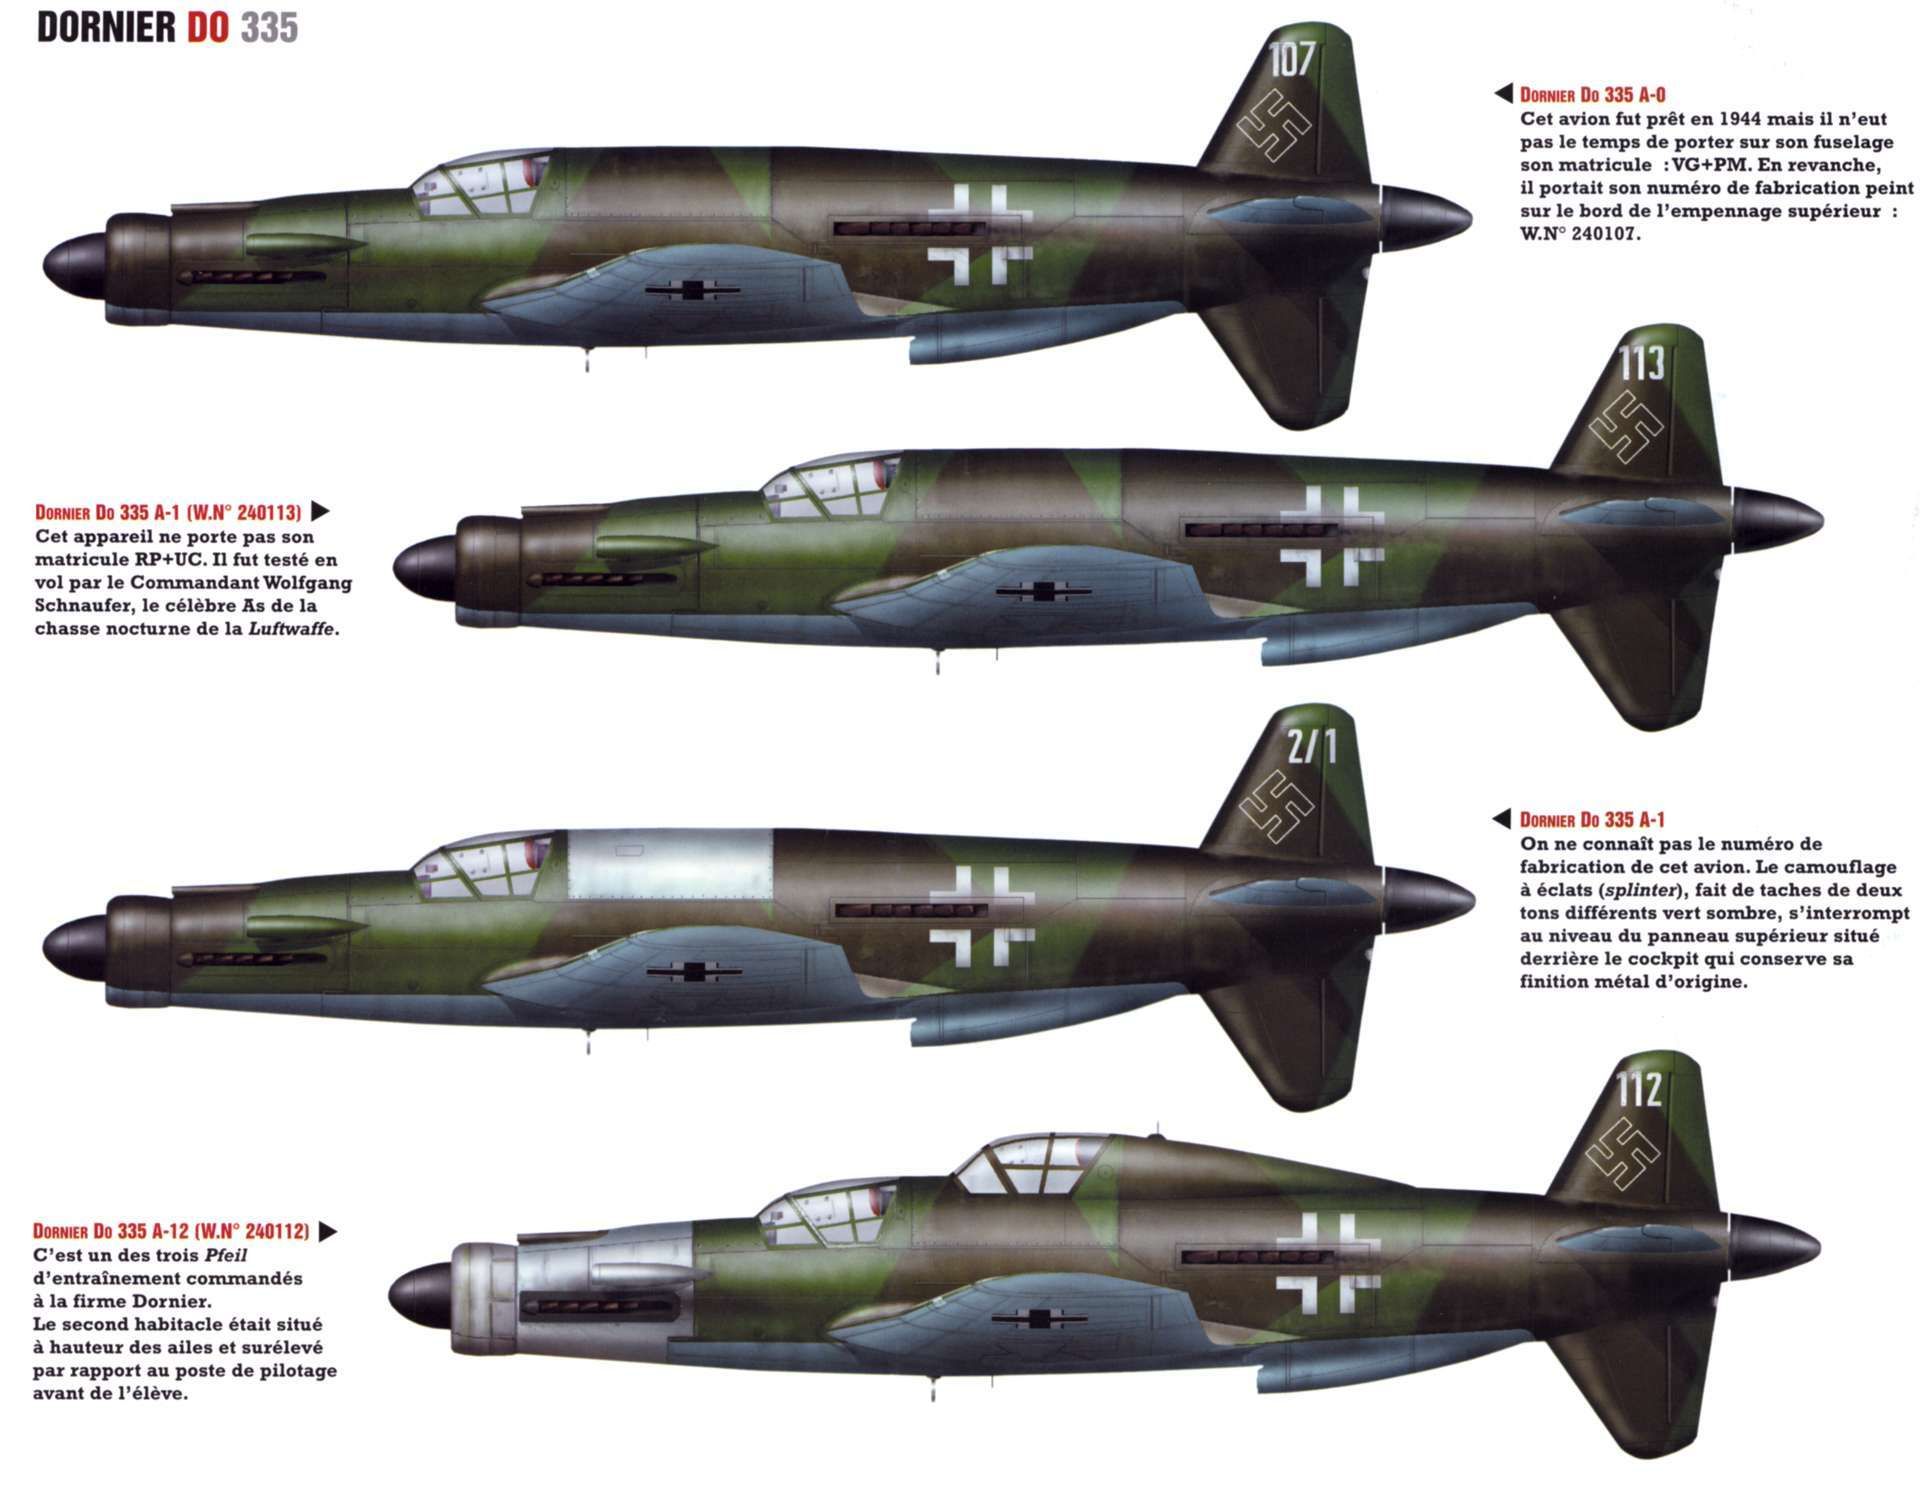 DORNIER DO 335
107
DORNIER DO 335 A-0
Cet avion fut prêt en 1944 mais il n'eut
pas le temps de porter sur son fuselage
son matricule : VG+PM. En revanche,
il portait son numéro de fabrication peint
sur le bord de l'empennage supérieur :
W.N° 240107.
113
DORNIER DO 335 A-1 (W.N° 240113)
Cet appareil ne porte pas son
matricule RP+UC. Il fut testé en
vol par le Commandant Wolfgang
Schnaufer, le célèbre As de la
chasse nocturne de la Luftwaffe.
2/1
DORNIER DO 335 A-1
On ne connaît pas le numéro de
fabrication de cet avion. Le camouflage
à éclats (splinter), fait de taches de deux
tons différents vert sombre, s'interrompt
au niveau du panneau supérieur situé
derrière le cockpit qui conserve sa
finition métal d'origine.
112
DORNIER DO 335 A-12 (W.N° 240112)
C'est un des trois Pfeil
d'entraînement commandés
à la firme Dornier.
Le second habitacle était situé
à hauteur des ailes et surélevé
par rapport au poste de pilotage
avant de l'élève.